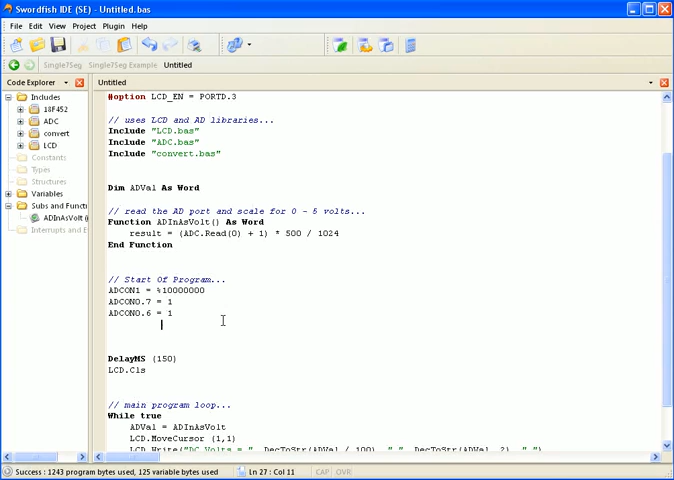 Swordfish IDE (SE) - Untitled.bas
File Edit View Project Plugin Help
Single7Seg Single7Seg Example Untitled
Code Explorer
Untitled
Includes
18F452
ADC
convert
LCD
Constants
Types
Structures
Variables
Subs and Functi
ADInAsVolt (
Interrupts and E
#option LCD_EN = PORTD.3
// uses LCD and AD libraries...
Include "LCD.bas"
Include "ADC.bas"
Include "convert.bas"
Dim ADVal As Word
// read the AD port and scale for 0 - 5 volts...
Function ADInAsVolt() As Word
result = (ADC.Read(0) + 1) * 500 / 1024
End Function
// Start Of Program...
ADCON1 = %10000000
ADCON0.7 = 1
ADCON0.6 = 1
DelayMS (150)
LCD.Cls
// main program loop...
While true
ADVal = ADInAsVolt
LCD.MoveCursor (1,1)
LCD.Write("DC Volts = ", DecToStr(ADVal / 100), ".", DecToStr(ADVal, 2), " ")
Success : 1243 program bytes used, 125 variable bytes used
Ln 27 : Col 11
CAP OVR